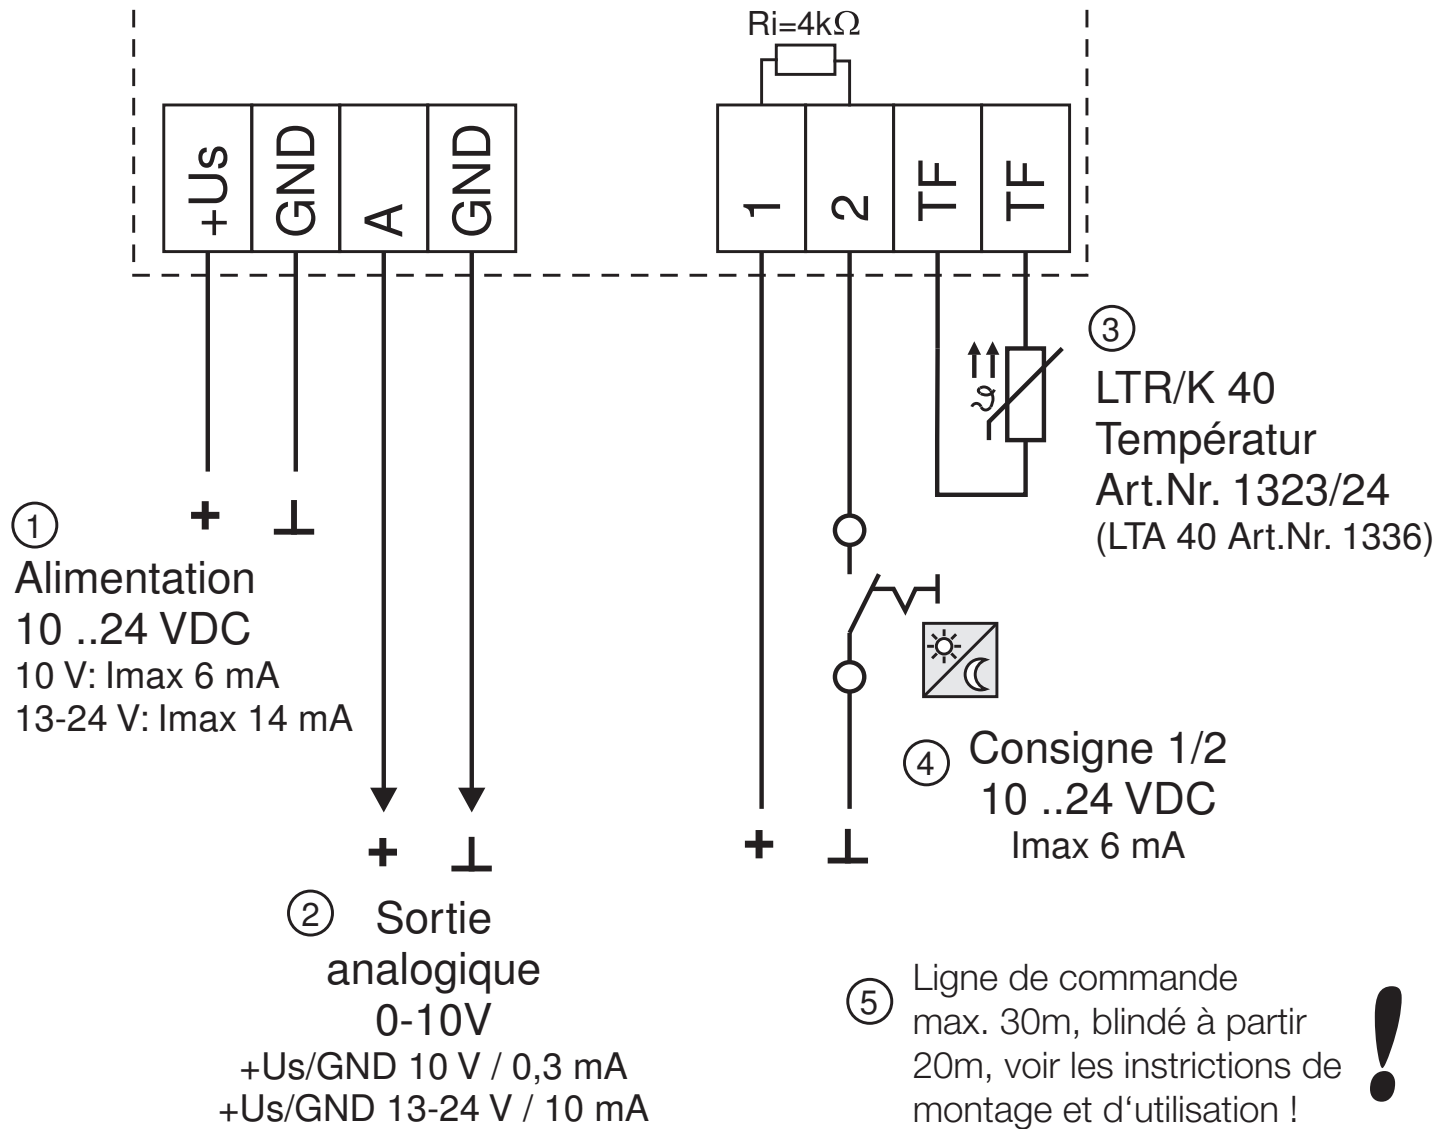 Ri=4kΩ
+Us
GND
A
GND
1
2
TF
TF
3
LTR/K 40
Températur
Art.Nr. 1323/24
(LTA 40 Art.Nr. 1336)
+ ⊥
1
Alimentation
10 ..24 VDC
10 V: Imax 6 mA
13-24 V: Imax 14 mA
ϑ
4 Consigne 1/2
10 ..24 VDC
Imax 6 mA
+ ⊥
+ ⊥
2 Sortie
analogique
0-10V
+Us/GND 10 V / 0,3 mA
+Us/GND 13-24 V / 10 mA
5 Ligne de commande
max. 30m, blindé à partir
20m, voir les instrictions de
montage et d‘utilisation !
!